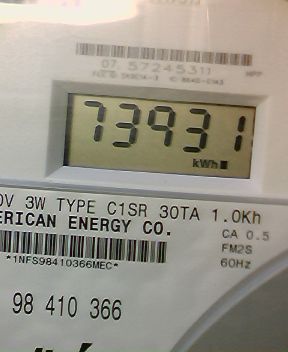 07 57245311
73931
kWh
0V 3W TYPE C1SR 30TA 1.0Kh
ERICAN ENERGY CO.
CA 0.5
FM2S
*1NFS98410366MEC*
60Hz
98 410 366